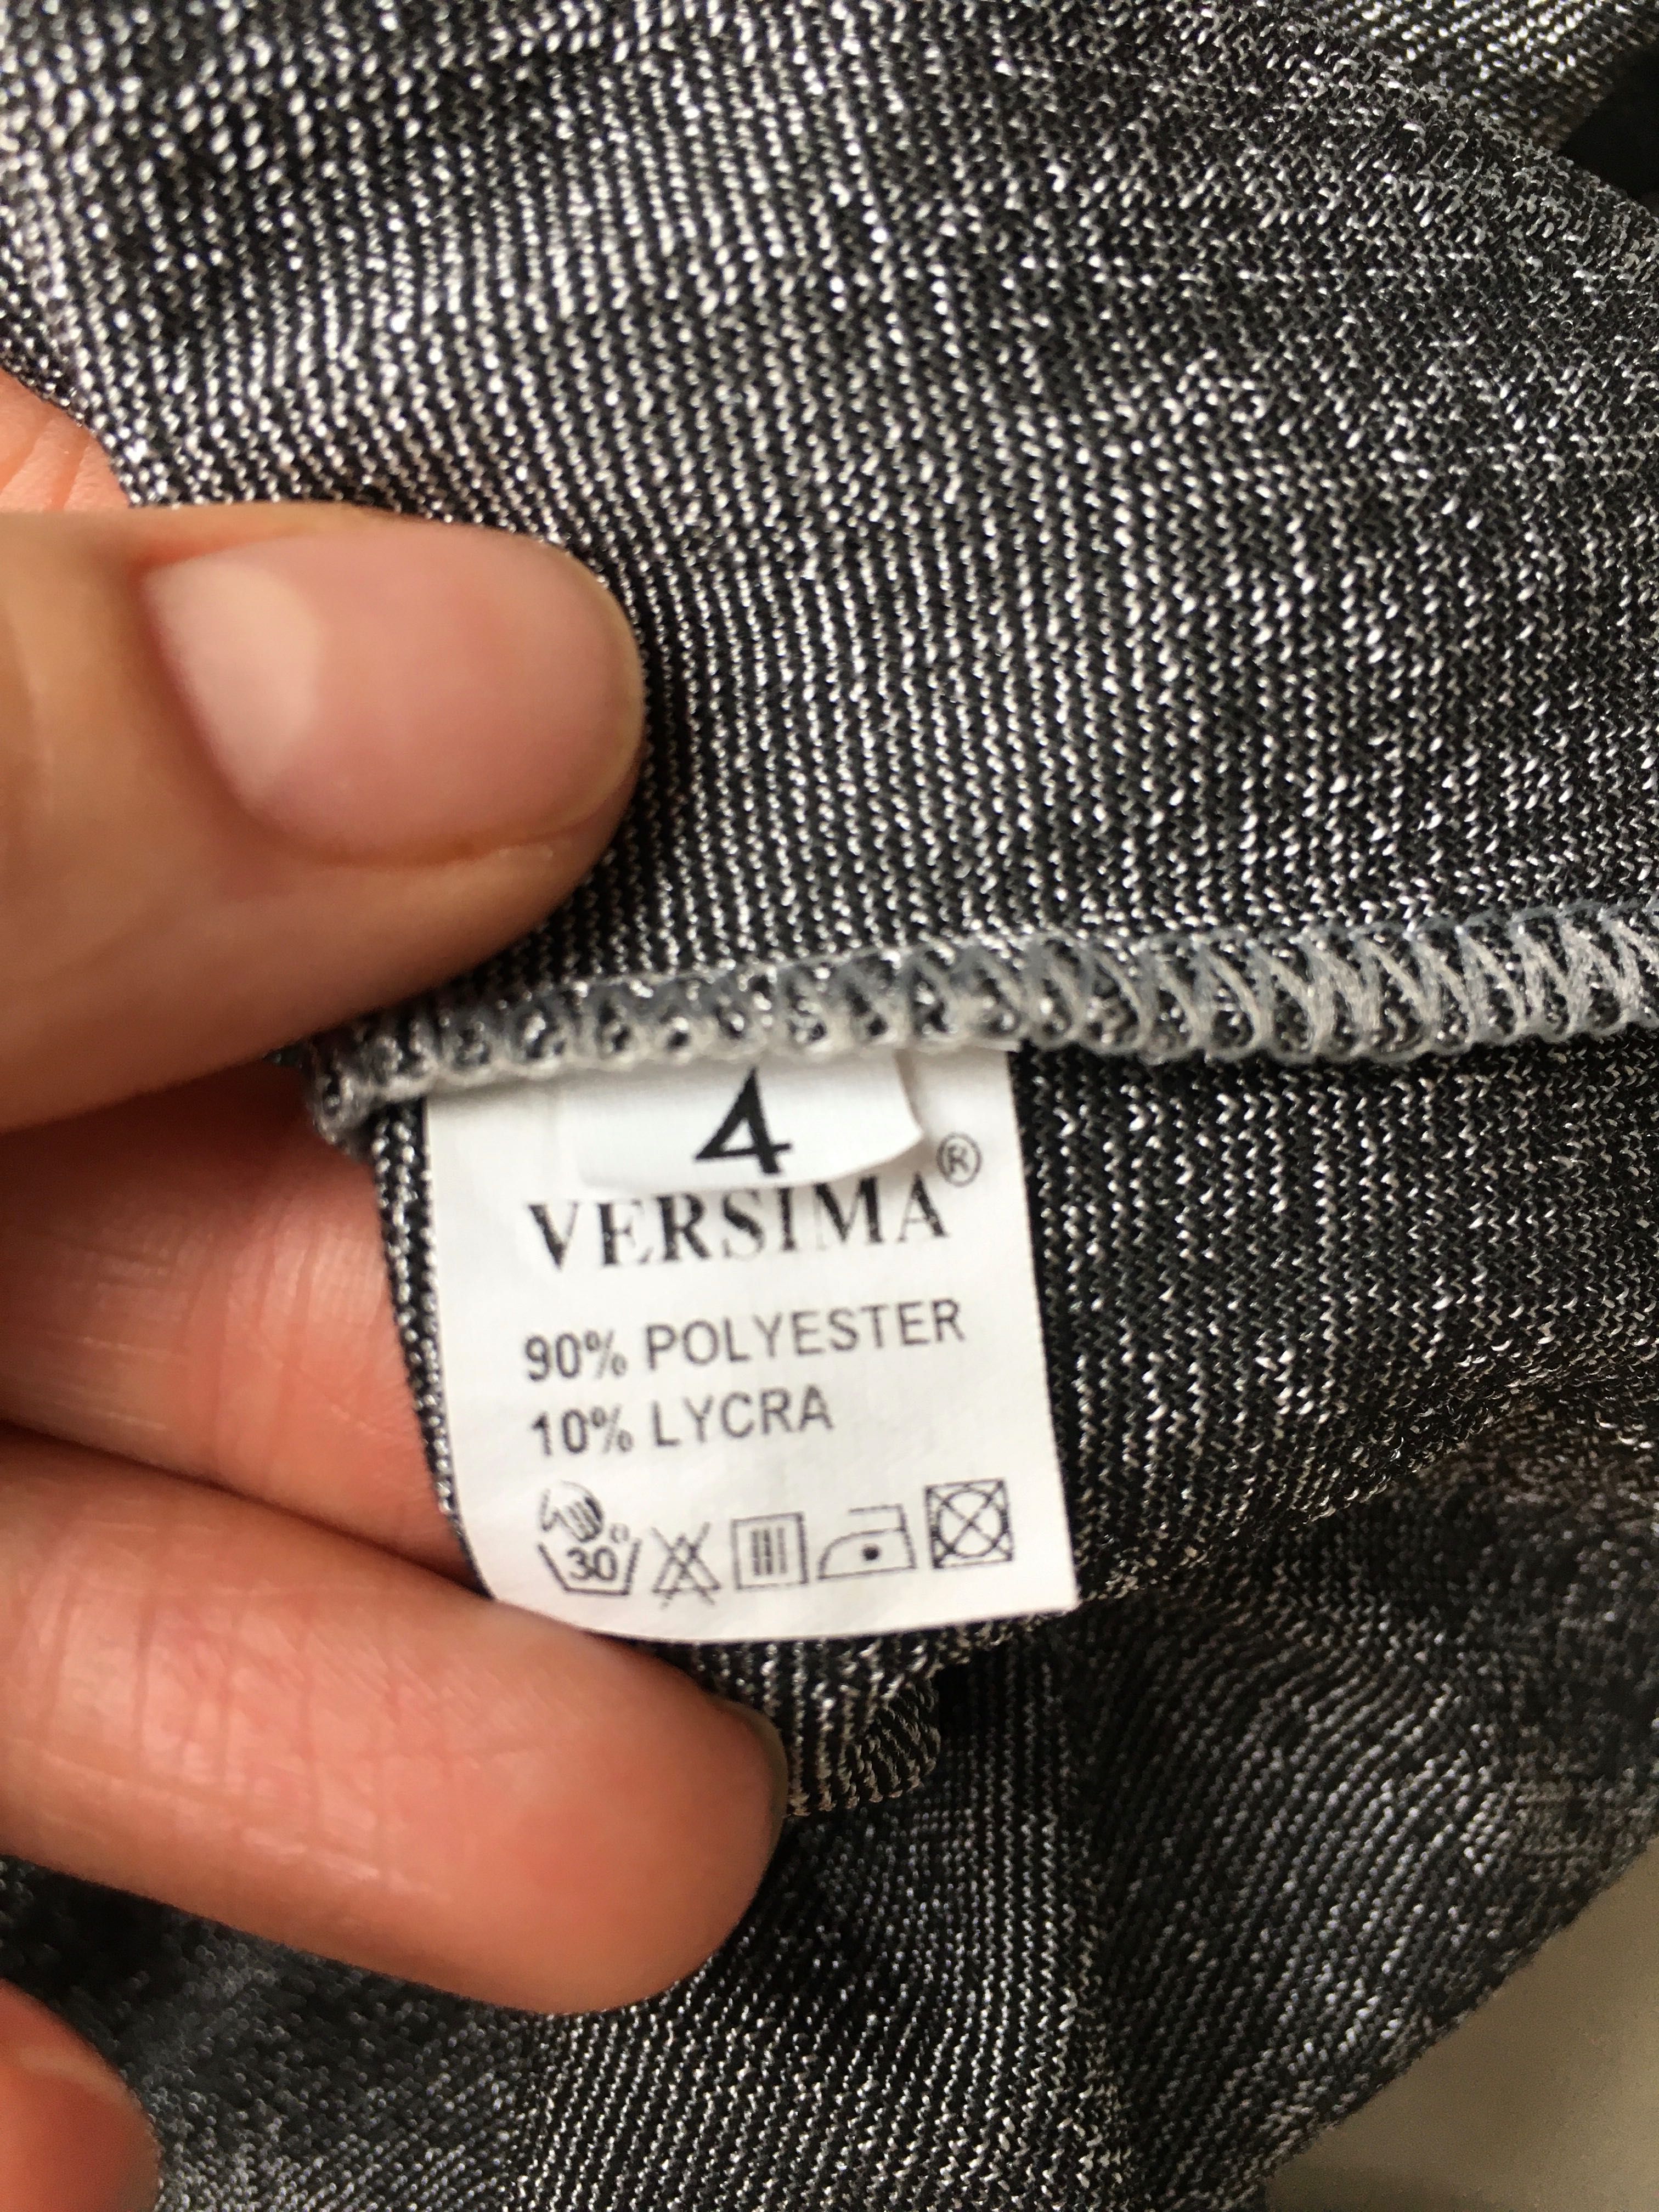 4
VERSIMA®
90% POLYESTER
10% LYCRA
30